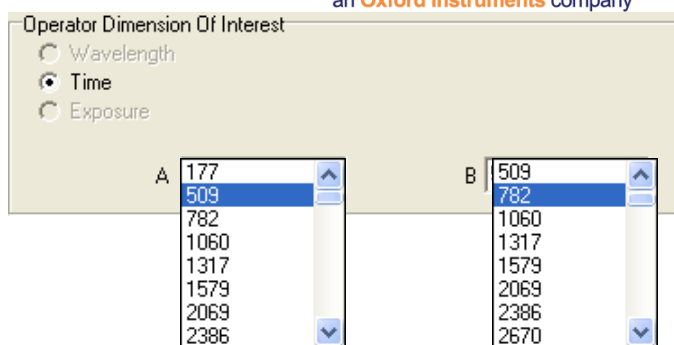 an Oxford Instruments company
Operator Dimension Of Interest
Wavelength
Time
Exposure
A
177
509
782
1060
1317
1579
2069
2386
B
509
782
1060
1317
1579
2069
2386
2670